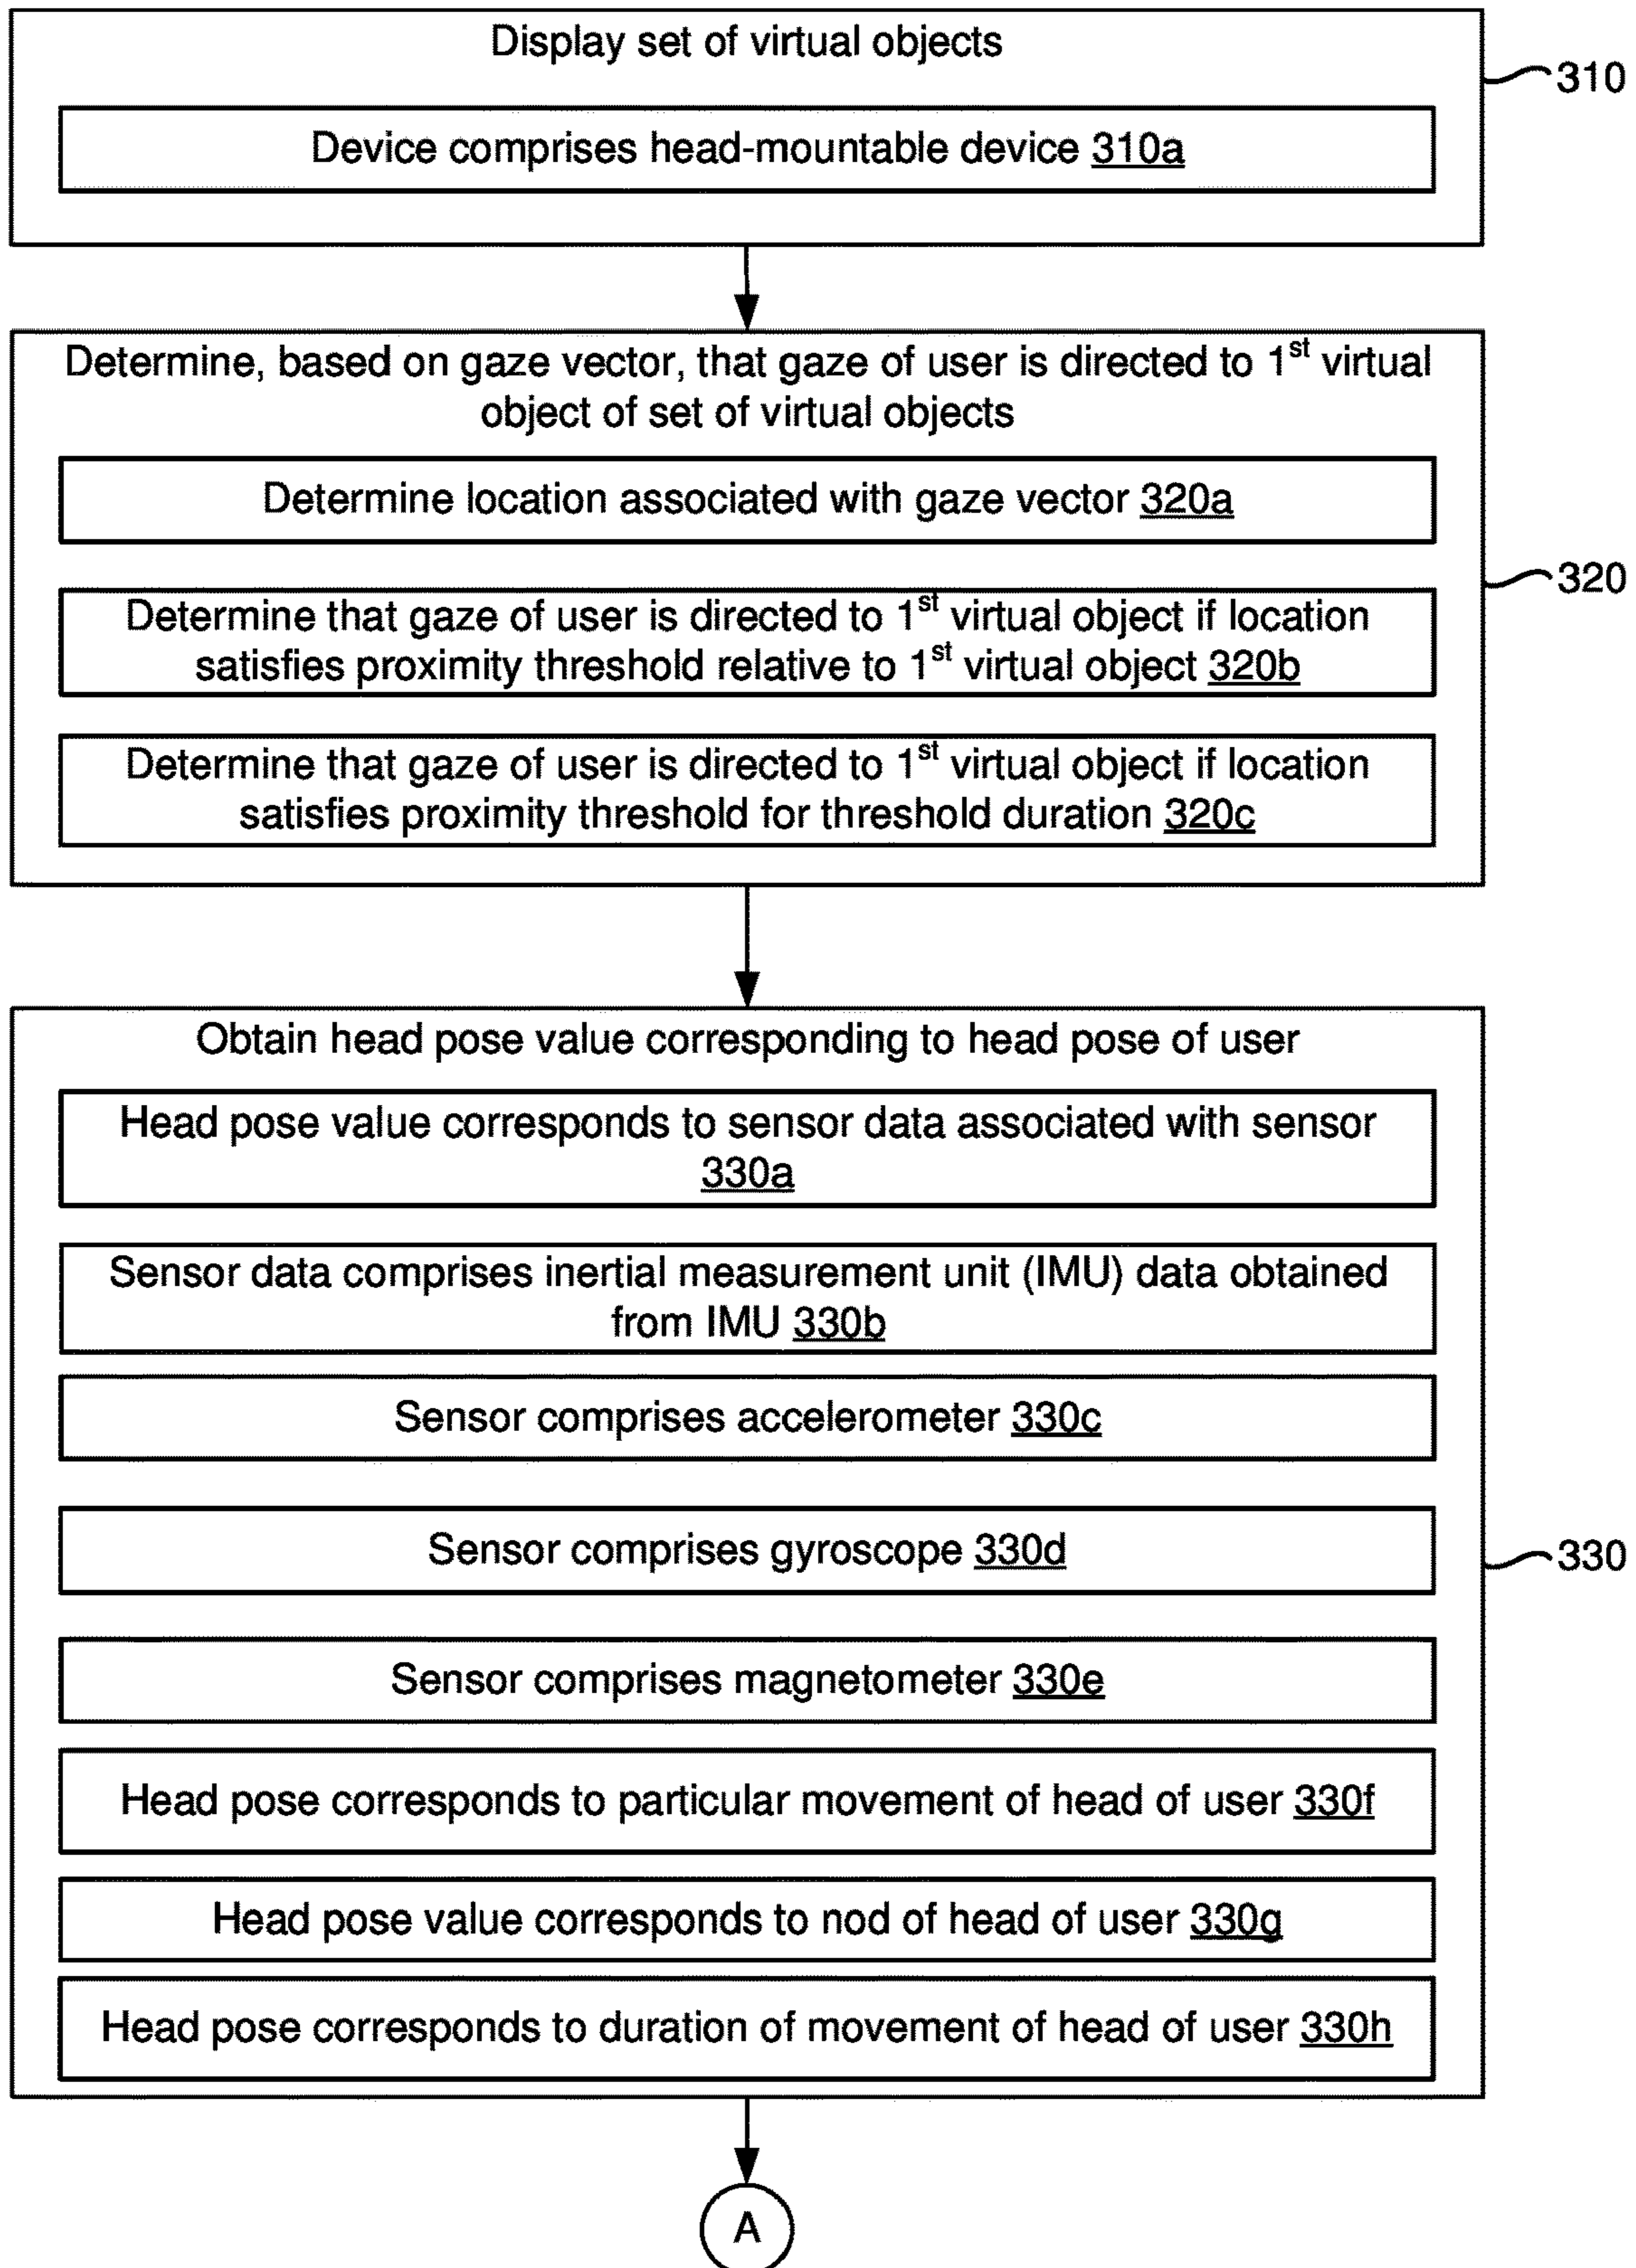 Display set of virtual objects
310
Device comprises head-mountable device 310a
Determine, based on gaze vector, that gaze of user is directed to 1st virtual
object of set of virtual objects
Determine location associated with gaze vector 320a
320
Determine that gaze of user is directed to 1st virtual object if location
satisfies proximity threshold relative to 1st virtual object 320b
Determine that gaze of user is directed to 1st virtual object if location
satisfies proximity threshold for threshold duration 320c
Obtain head pose value corresponding to head pose of user
Head pose value corresponds to sensor data associated with sensor
330a
Sensor data comprises inertial measurement unit (IMU) data obtained
from IMU 330b
Sensor comprises accelerometer 330c
Sensor comprises gyroscope 330d
330
Sensor comprises magnetometer 330e
Head pose corresponds to particular movement of head of user 330f
Head pose value corresponds to nod of head of user 330g
Head pose corresponds to duration of movement of head of user 330h
A